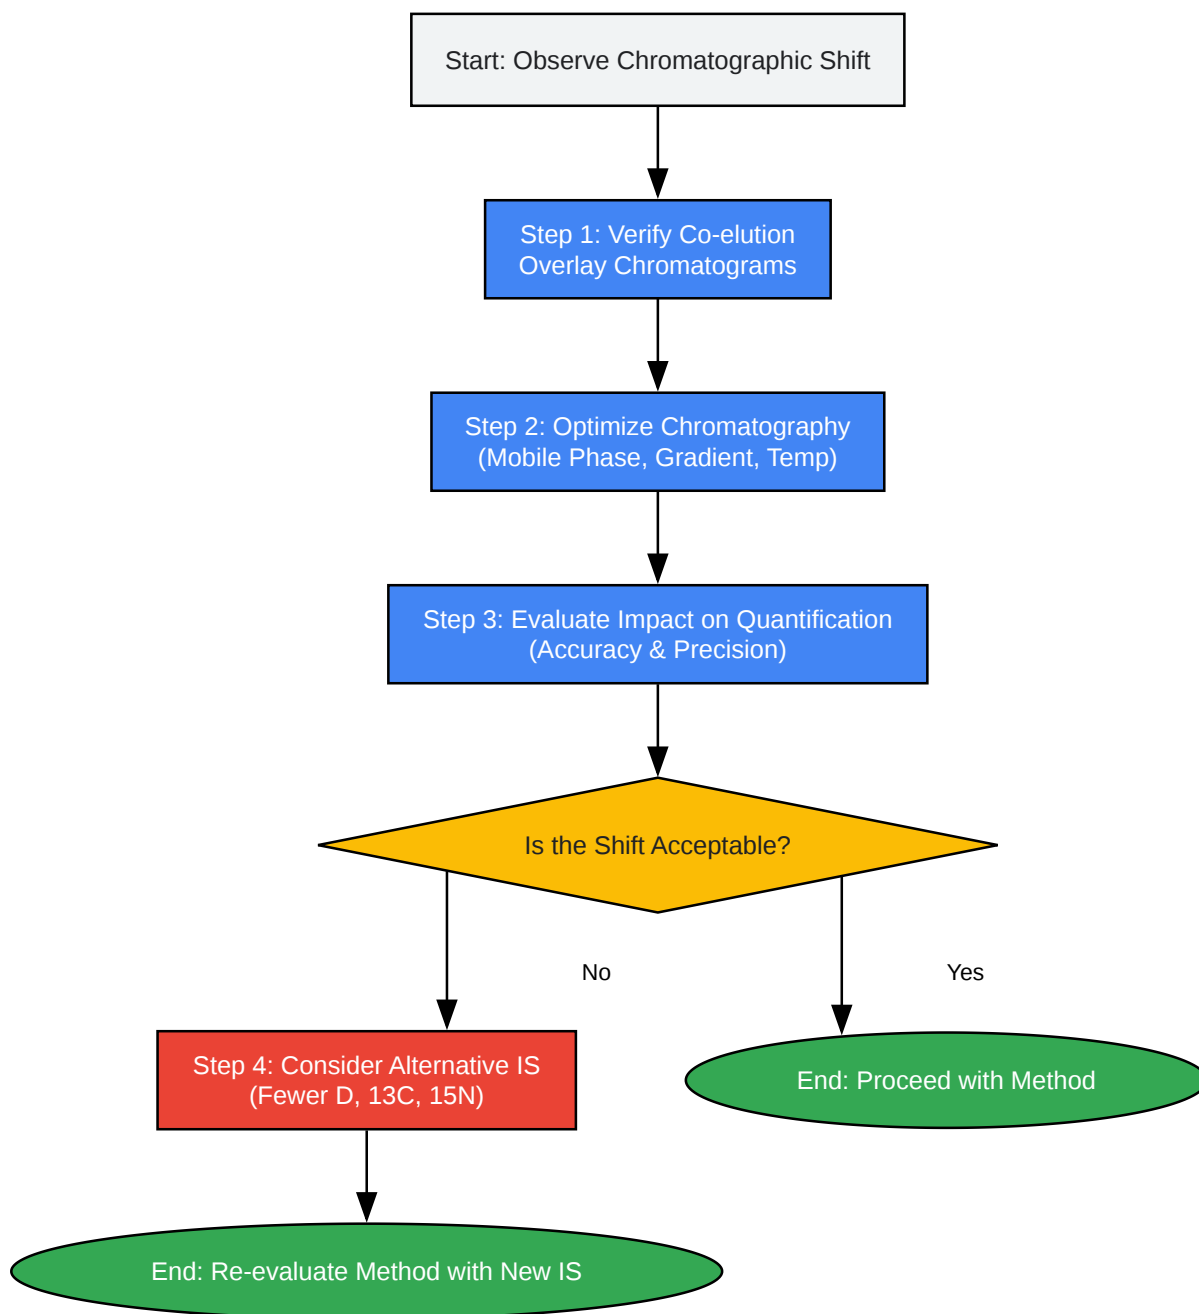 Start: Observe Chromatographic Shift
Step 1: Verify Co-elution
Overlay Chromatograms
Step 2: Optimize Chromatography
(Mobile Phase, Gradient, Temp)
Step 3: Evaluate Impact on Quantification
(Accuracy & Precision)
Is the Shift Acceptable?
No
Yes
Step 4: Consider Alternative IS
(Fewer D, 13C, 15N)
End: Proceed with Method
End: Re-evaluate Method with New IS